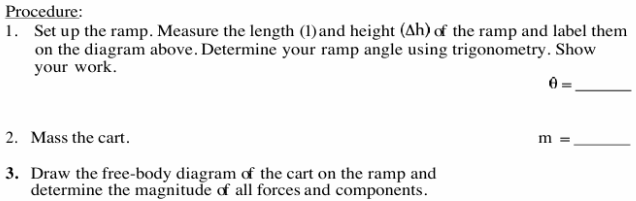 Procedure:
1. Set up the ramp. Measure the length (l) and height (Δh) of the ramp and label them
on the diagram above. Determine your ramp angle using trigonometry. Show
your work.
θ = ______
2. Mass the cart.
m = ______
3. Draw the free-body diagram of the cart on the ramp and
determine the magnitude of all forces and components.